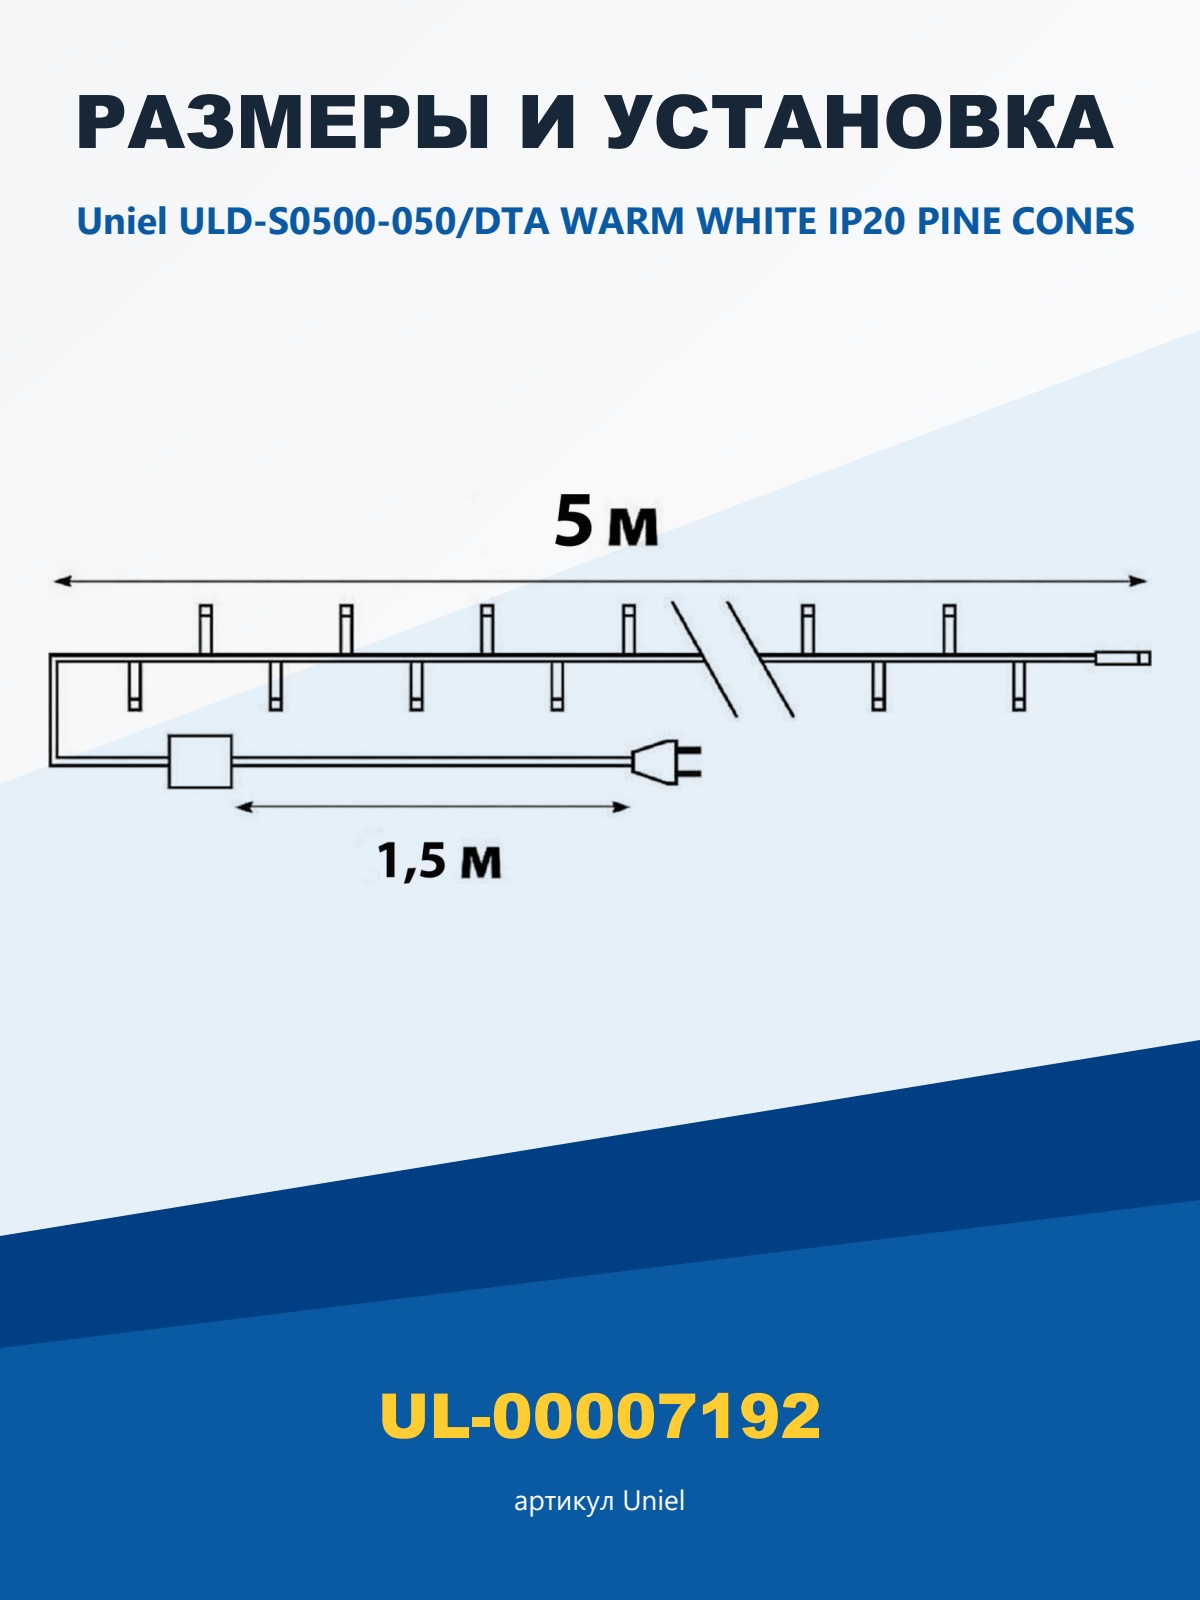 РАЗМЕРЫ И УСТАНОВКА
Uniel ULD-S0500-050/DTA WARM WHITE IP20 PINE CONES
5 м
1,5 м
UL-00007192
артикул Uniel